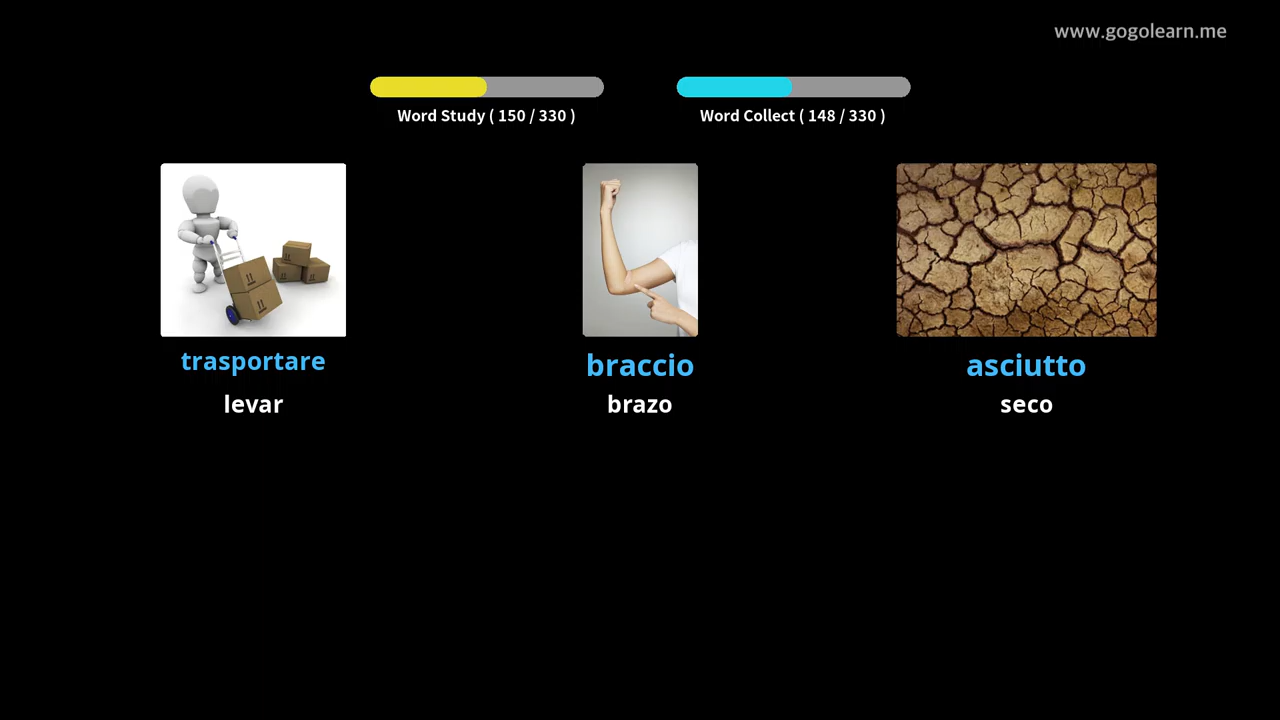 www.gogolearn.me
Word Study ( 150 / 330 )
Word Collect ( 148 / 330 )
trasportare
levar
braccio
brazo
asciutto
seco